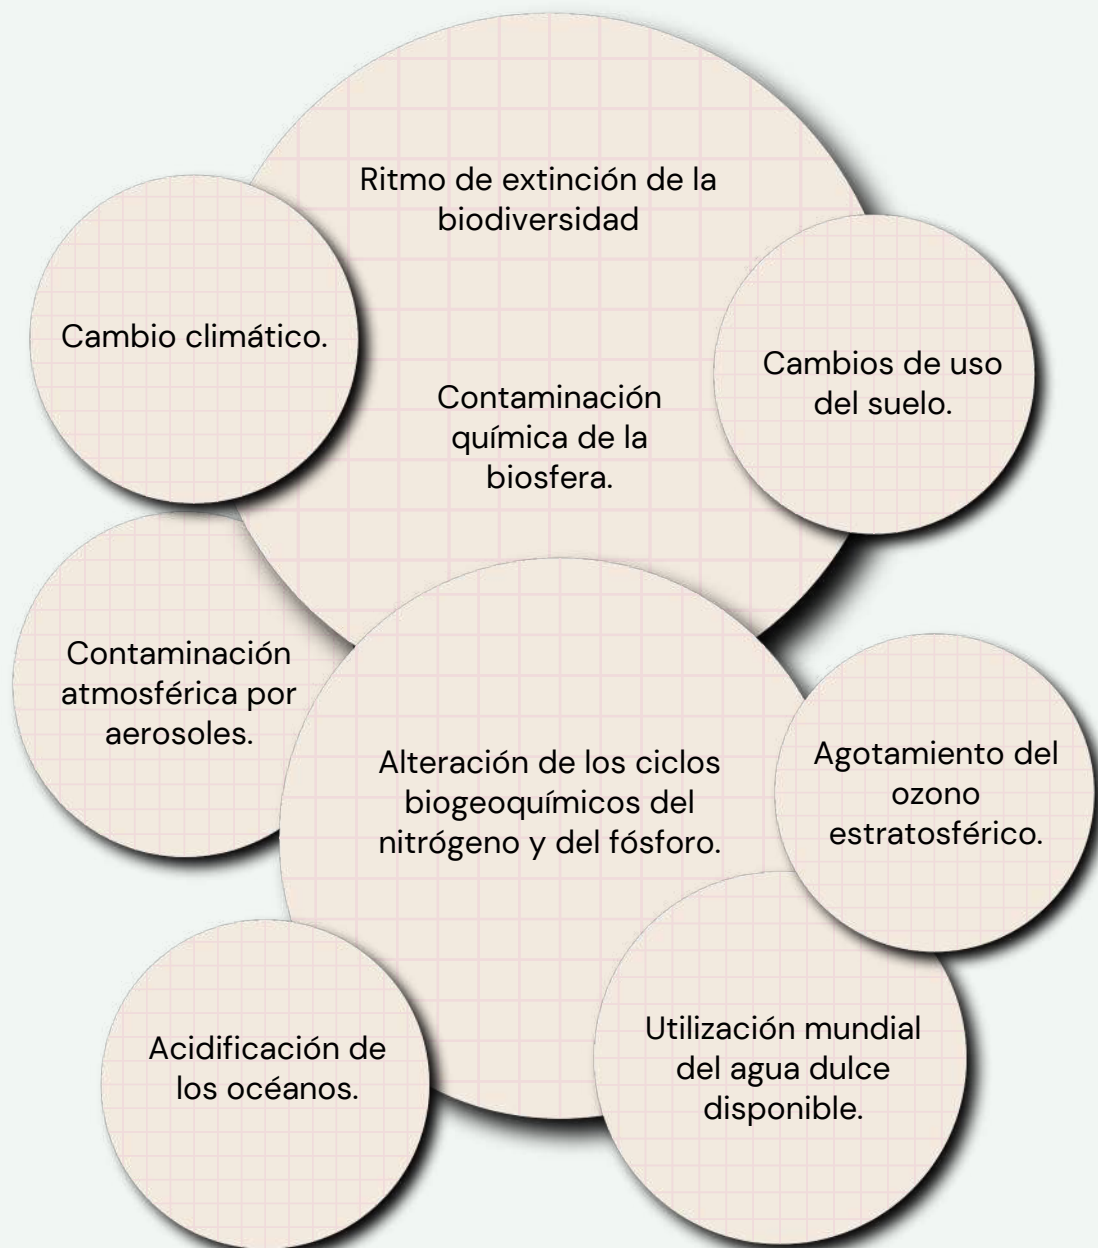 Ritmo de extinción de la
biodiversidad
Cambio climático.
Cambios de uso
del suelo.
Contaminación
química de la
biosfera.
Contaminación
atmosférica por
aerosoles.
Alteración de los ciclos
biogeoquímicos del
nitrógeno y del fósforo.
Agotamiento del
ozono
estratosférico.
Acidificación de
los océanos.
Utilización mundial
del agua dulce
disponible.